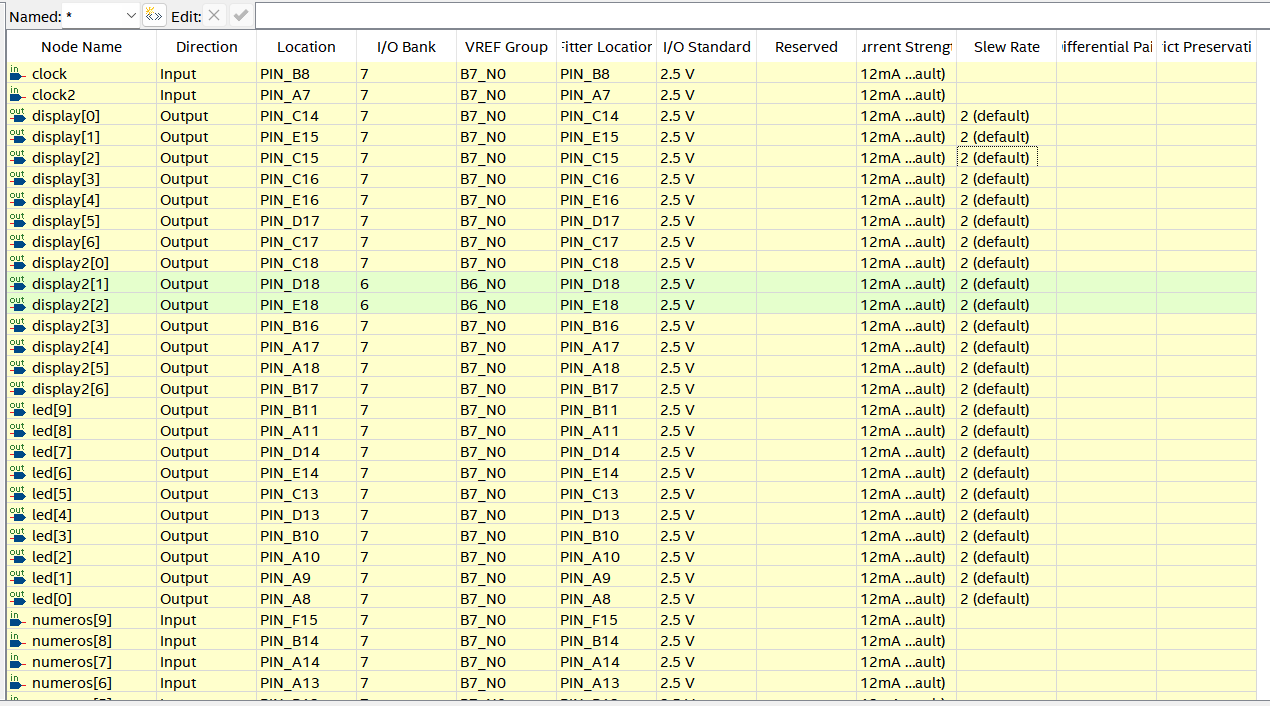 Named: * «» Edit:
Node Name Direction Location I/O Bank VREF Group Fitter Location I/O Standard Reserved urrent Streng Slew Rate ifferential Pai ict Preservati
in clock Input PIN_B8 7 B7_N0 PIN_B8 2.5 V 12mA ...ault)
in clock2 Input PIN_A7 7 B7_N0 PIN_A7 2.5 V 12mA ...ault)
out display[0] Output PIN_C14 7 B7_N0 PIN_C14 2.5 V 12mA ...ault) 2 (default)
out display[1] Output PIN_E15 7 B7_N0 PIN_E15 2.5 V 12mA ...ault) 2 (default)
out display[2] Output PIN_C15 7 B7_N0 PIN_C15 2.5 V 12mA ...ault) 2 (default)
out display[3] Output PIN_C16 7 B7_N0 PIN_C16 2.5 V 12mA ...ault) 2 (default)
out display[4] Output PIN_E16 7 B7_N0 PIN_E16 2.5 V 12mA ...ault) 2 (default)
out display[5] Output PIN_D17 7 B7_N0 PIN_D17 2.5 V 12mA ...ault) 2 (default)
out display[6] Output PIN_C17 7 B7_N0 PIN_C17 2.5 V 12mA ...ault) 2 (default)
out display2[0] Output PIN_C18 7 B7_N0 PIN_C18 2.5 V 12mA ...ault) 2 (default)
out display2[1] Output PIN_D18 6 B6_N0 PIN_D18 2.5 V 12mA ...ault) 2 (default)
out display2[2] Output PIN_E18 6 B6_N0 PIN_E18 2.5 V 12mA ...ault) 2 (default)
out display2[3] Output PIN_B16 7 B7_N0 PIN_B16 2.5 V 12mA ...ault) 2 (default)
out display2[4] Output PIN_A17 7 B7_N0 PIN_A17 2.5 V 12mA ...ault) 2 (default)
out display2[5] Output PIN_A18 7 B7_N0 PIN_A18 2.5 V 12mA ...ault) 2 (default)
out display2[6] Output PIN_B17 7 B7_N0 PIN_B17 2.5 V 12mA ...ault) 2 (default)
out led[9] Output PIN_B11 7 B7_N0 PIN_B11 2.5 V 12mA ...ault) 2 (default)
out led[8] Output PIN_A11 7 B7_N0 PIN_A11 2.5 V 12mA ...ault) 2 (default)
out led[7] Output PIN_D14 7 B7_N0 PIN_D14 2.5 V 12mA ...ault) 2 (default)
out led[6] Output PIN_E14 7 B7_N0 PIN_E14 2.5 V 12mA ...ault) 2 (default)
out led[5] Output PIN_C13 7 B7_N0 PIN_C13 2.5 V 12mA ...ault) 2 (default)
out led[4] Output PIN_D13 7 B7_N0 PIN_D13 2.5 V 12mA ...ault) 2 (default)
out led[3] Output PIN_B10 7 B7_N0 PIN_B10 2.5 V 12mA ...ault) 2 (default)
out led[2] Output PIN_A10 7 B7_N0 PIN_A10 2.5 V 12mA ...ault) 2 (default)
out led[1] Output PIN_A9 7 B7_N0 PIN_A9 2.5 V 12mA ...ault) 2 (default)
out led[0] Output PIN_A8 7 B7_N0 PIN_A8 2.5 V 12mA ...ault) 2 (default)
in numeros[9] Input PIN_F15 7 B7_N0 PIN_F15 2.5 V 12mA ...ault)
in numeros[8] Input PIN_B14 7 B7_N0 PIN_B14 2.5 V 12mA ...ault)
in numeros[7] Input PIN_A14 7 B7_N0 PIN_A14 2.5 V 12mA ...ault)
in numeros[6] Input PIN_A13 7 B7_N0 PIN_A13 2.5 V 12mA ...ault)